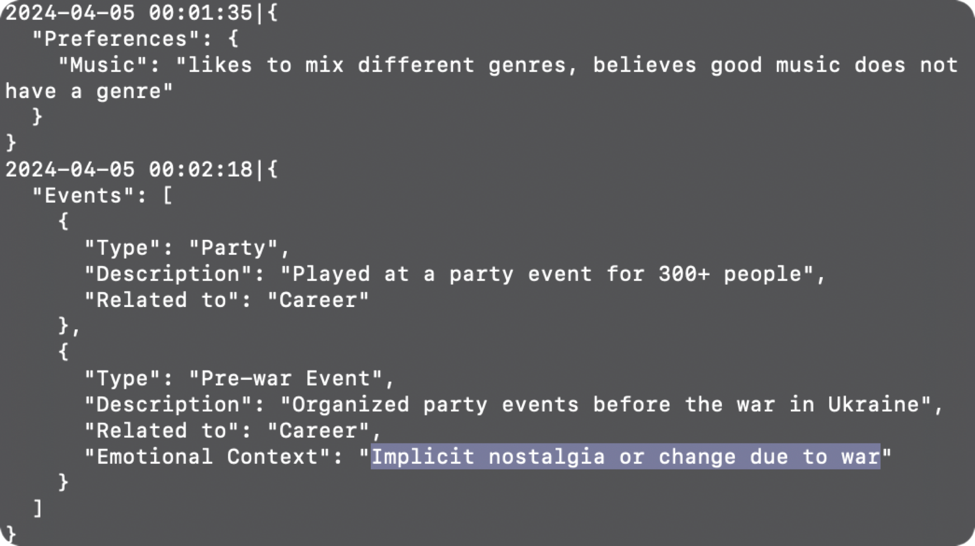 2024-04-05 00:01:35|{
  "Preferences": {
    "Music": "likes to mix different genres, believes good music does not
have a genre"
  }
}
2024-04-05 00:02:18|{
  "Events": [
    {
      "Type": "Party",
      "Description": "Played at a party event for 300+ people",
      "Related to": "Career"
    },
    {
      "Type": "Pre-war Event",
      "Description": "Organized party events before the war in Ukraine",
      "Related to": "Career",
      "Emotional Context": "Implicit nostalgia or change due to war"
    }
  ]
}